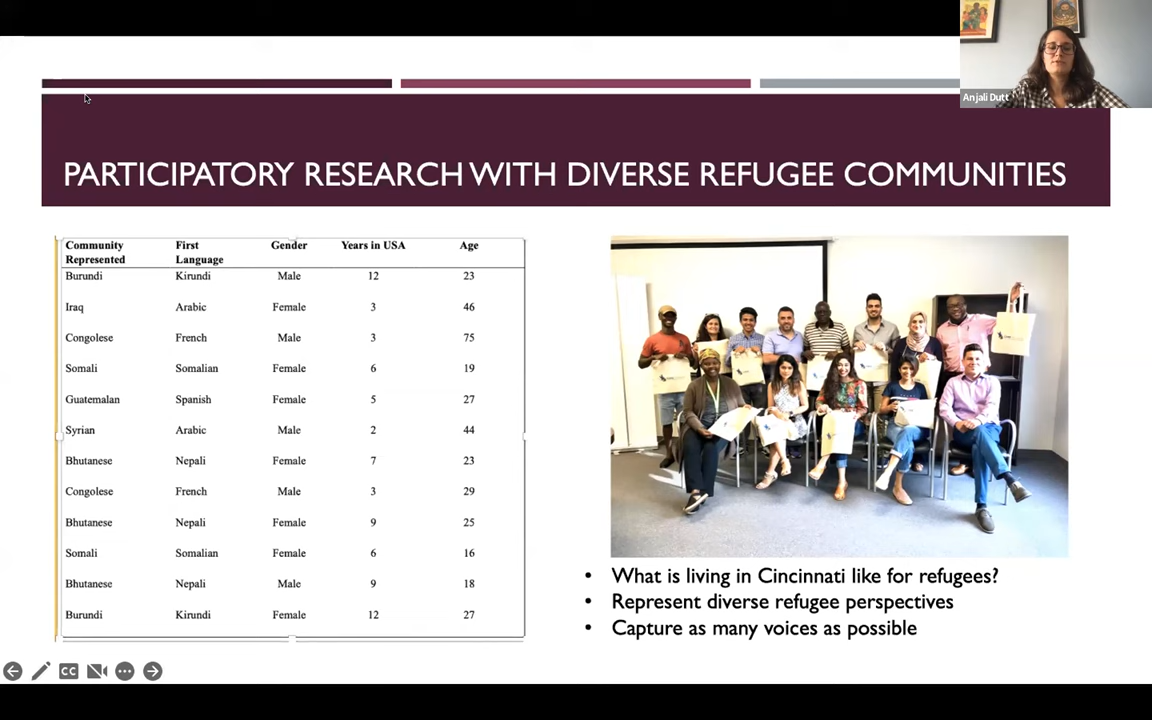 Anjali Dutt
PARTICIPATORY RESEARCH WITH DIVERSE REFUGEE COMMUNITIES
Community Represented First Language Gender Years in USA Age
Burundi Kirundi Male 12 23
Iraq Arabic Female 3 46
Congolese French Male 3 75
Somali Somalian Female 6 19
Guatemalan Spanish Female 5 27
Syrian Arabic Male 2 44
Bhutanese Nepali Female 7 23
Congolese French Male 3 29
Bhutanese Nepali Female 9 25
Somali Somalian Female 6 16
Bhutanese Nepali Male 9 18
Burundi Kirundi Female 12 27
• What is living in Cincinnati like for refugees?
• Represent diverse refugee perspectives
• Capture as many voices as possible
CC